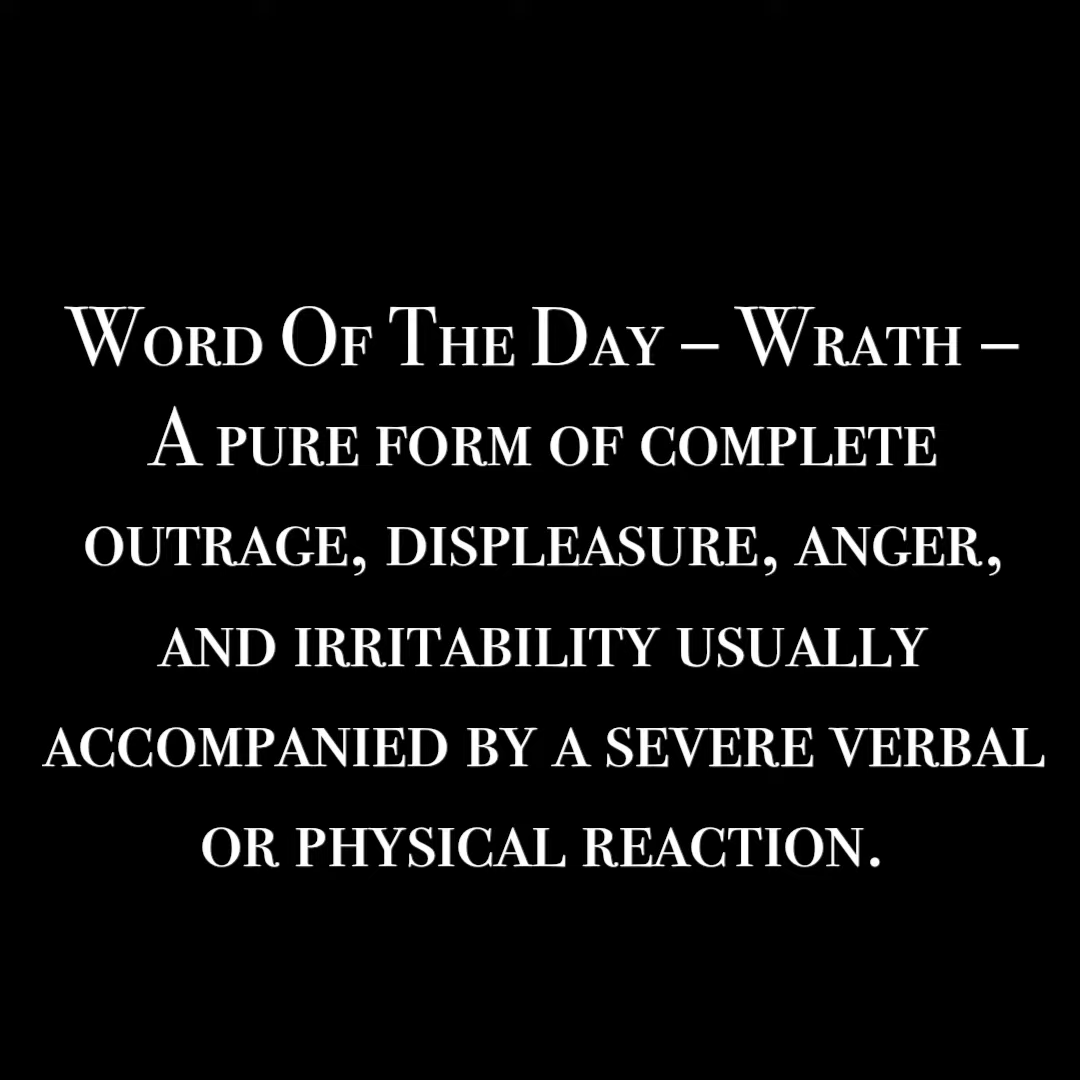 Word Of The Day – Wrath –
A pure form of complete
outrage, displeasure, anger,
and irritability usually
accompanied by a severe verbal
or physical reaction.